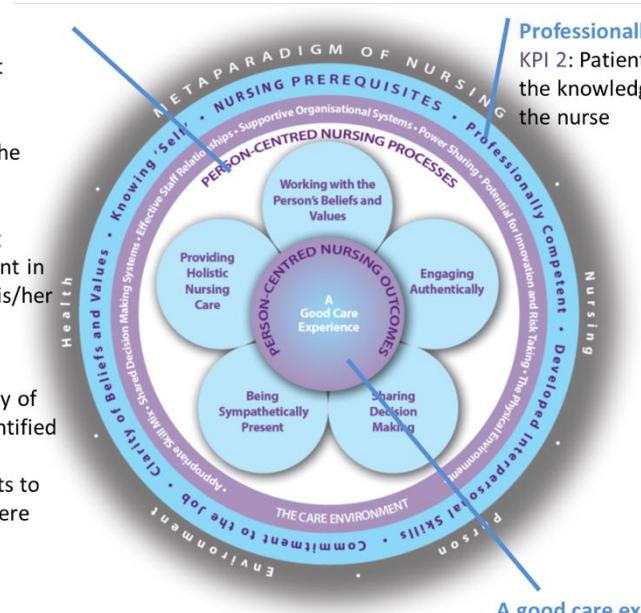 t
he
g
nt in
is/her
y of
ntified
ts to
ere
Professionall
KPI 2: Patient
the knowledg
the nurse
METAPARADIGM OF NURSING
Health
Nursing
Environment
Person
NURSING PREREQUISITES • Professionally Competent • Developed Interpersonal Skills • Commitment to the Job • Clarity of Beliefs and Values • Knowing 'Self' •
• Appropriate Skill Mix • Shared Decision Making Systems • Effective Staff Relationships • Supportive Organisational Systems • Power Sharing • Potential for Innovation and Risk Taking • The Physical Environment
THE CARE ENVIRONMENT
PERSON-CENTRED NURSING PROCESSES
Working with the
Person's Beliefs and
Values
Providing
Holistic
Nursing
Care
Engaging
Authentically
PERSON-CENTRED NURSING OUTCOMES
A
Good Care
Experience
Being
Sympathetically
Present
Sharing
Decision
Making
A good care ex